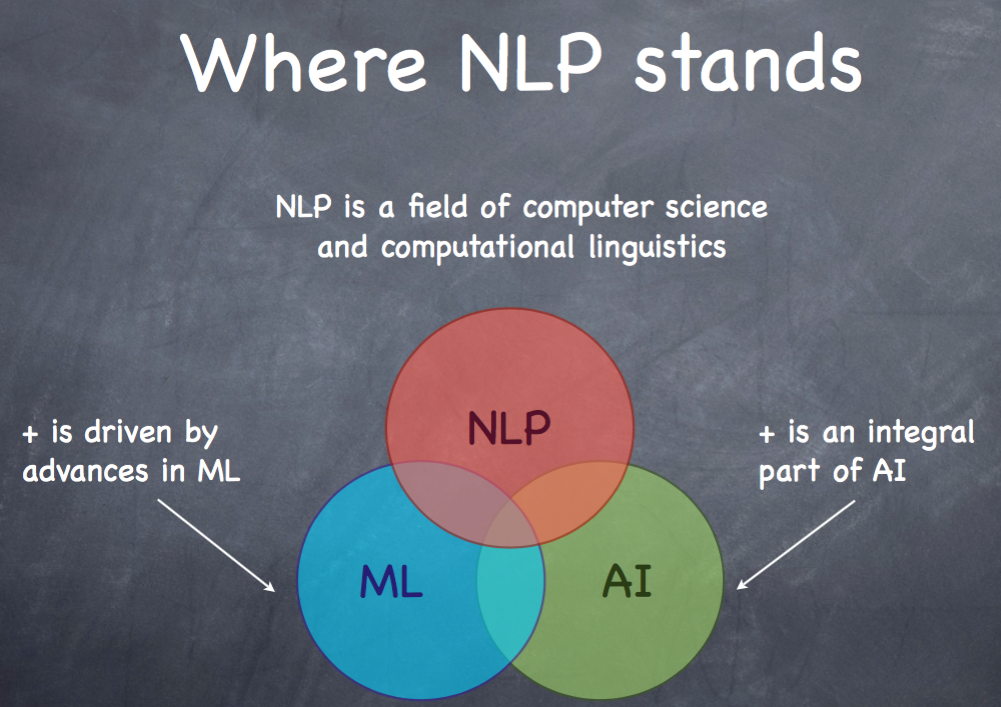 Where NLP stands
NLP is a field of computer science
and computational linguistics
+ is driven by
advances in ML
+ is an integral
part of AI
NLP
ML
AI